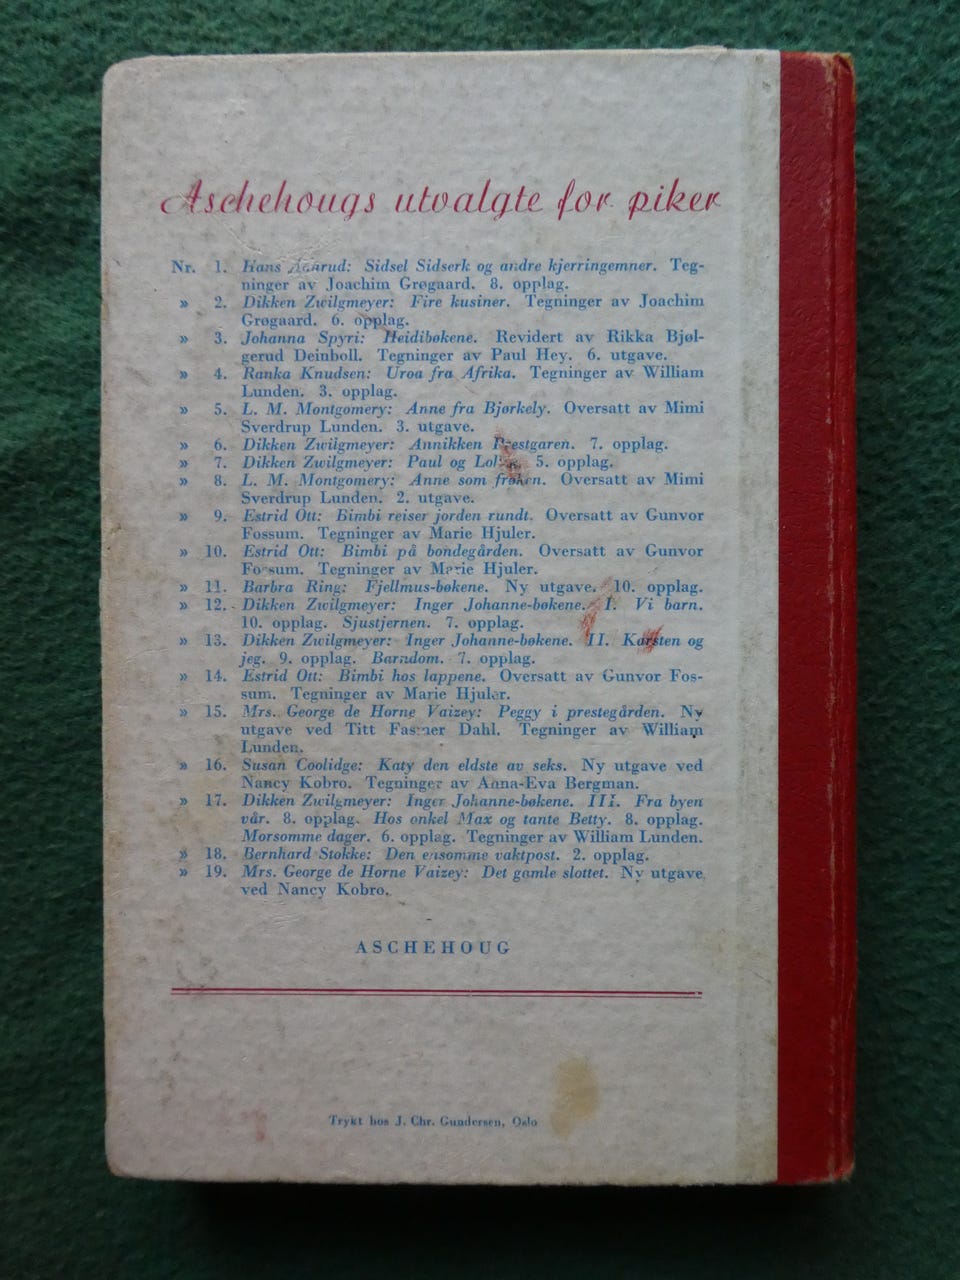 Aschehougs utvalgte for piker
Nr. 1. Hans Aanrud: Sidsel Sidserk og andre kjerringemner. Teg-
ninger av Joachim Grøgaard. 8. opplag.
» 2. Dikken Zwilgmeyer: Fire kusiner. Tegninger av Joachim
Grøgaard. 6. opplag.
» 3. Johanna Spyri: Heidibøkene. Revidert av Rikka Bjøl-
gerud Deinboll. Tegninger av Paul Hey. 6. utgave.
» 4. Ranka Knudsen: Uroa fra Afrika. Tegninger av William
Lunden. 3. opplag.
» 5. L. M. Montgomery: Anne fra Bjørkely. Oversatt av Mimi
Sverdrup Lunden. 3. utgave.
» 6. Dikken Zwilgmeyer: Annikken Prestgaren. 7. opplag.
» 7. Dikken Zwilgmeyer: Paul og 5. opplag.
» 8. L. M. Montgomery: Anne som frøken. Oversatt av Mimi
Sverdrup Lunden. 2. utgave.
» 9. Estrid Ott: Bimbi reiser jorden rundt. Oversatt av Gunvor
Fossum. Tegninger av Marie Hjuler.
» 10. Estrid Ott: Bimbi på bondegården. Oversatt av Gunvor
Fossum. Tegninger av Marie Hjuler.
» 11. Barbra Ring: Fjellmus-bøkene. Ny utgave. 10. opplag.
» 12. Dikken Zwilgmeyer: Inger Johanne-bøkene. I. Vi barn.
10. opplag. Sjustjernen. 7. opplag.
» 13. Dikken Zwilgmeyer: Inger Johanne-bøkene. II. Karsten og
jeg. 9. opplag. Barndom. 7. opplag.
» 14. Estrid Ott: Bimbi hos lappene. Oversatt av Gunvor Fos-
sum. Tegninger av Marie Hjuler.
» 15. Mrs. George de Horne Vaizey: Peggy i prestegården. Ny
utgave ved Titt Fasmer Dahl. Tegninger av William
Lunden.
» 16. Susan Coolidge: Katy den eldste av seks. Ny utgave ved
Nancy Kobro. Tegninger av Anna-Eva Bergman.
» 17. Dikken Zwilgmeyer: Inger Johanne-bøkene. III. Fra byen
vår. 8. opplag. Hos onkel Max og tante Betty. 8. opplag.
Morsomme dager. 6. opplag. Tegninger av William Lunden.
» 18. Bernhard Stokke: Den ensomme vaktpost. 2. opplag.
» 19. Mrs. George de Horne Vaizey: Det gamle slottet. Ny utgave
ved Nancy Kobro.
ASCHEHOUG
Trykt hos J. Chr. Gundersen, Oslo